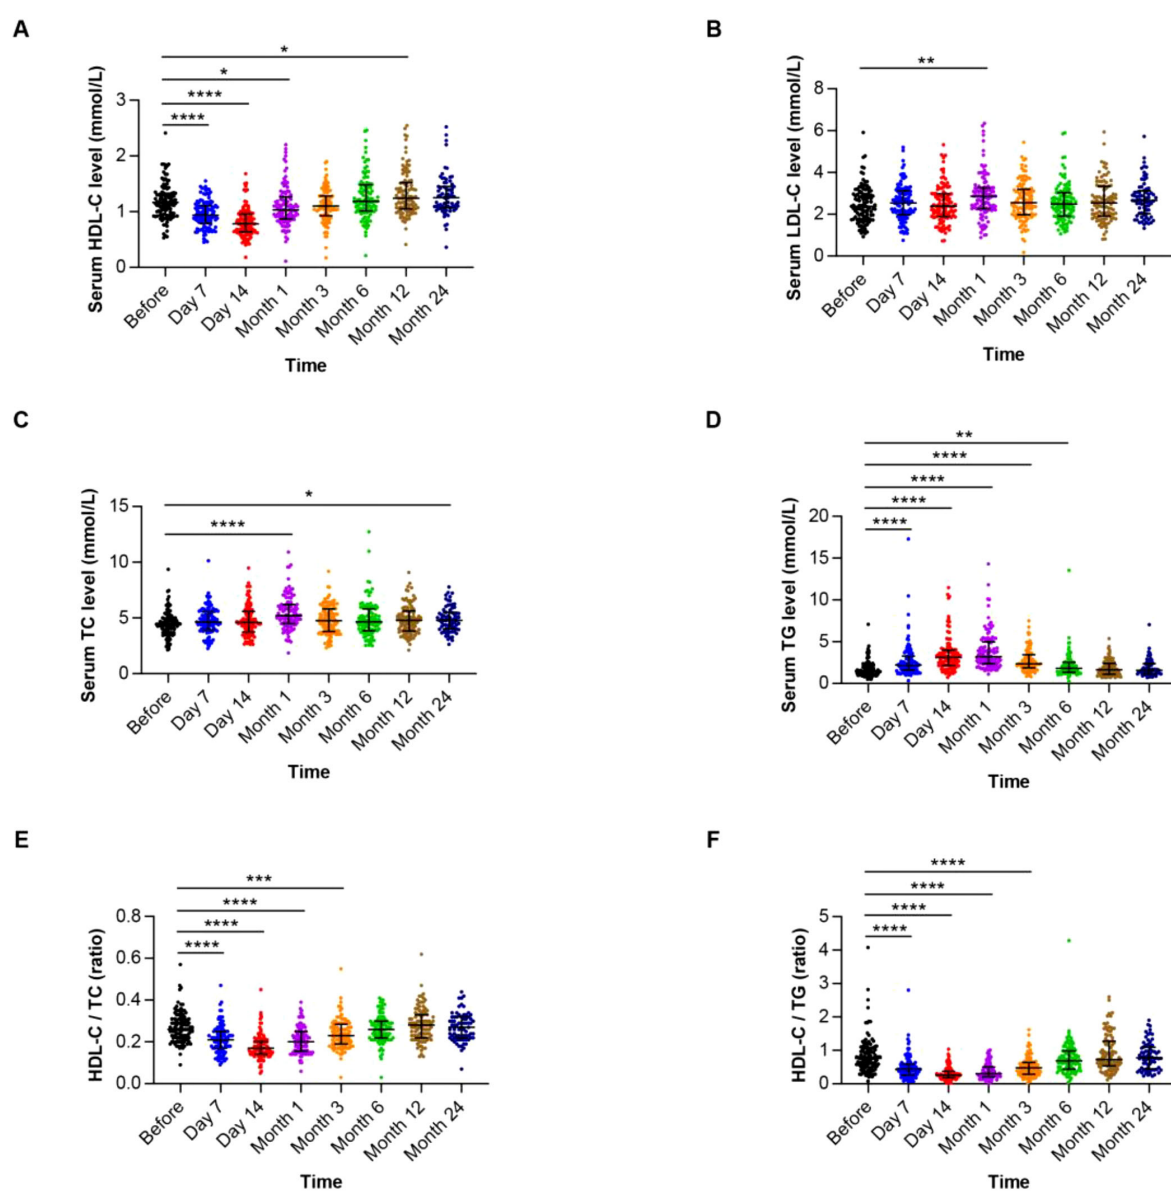 A
*
*
****
****
Serum HDL-C level (mmol/L)
3
2
1
0
Before
Day 7
Day 14
Month 1
Month 3
Month 6
Month 12
Month 24
Time
B
**
Serum LDL-C level (mmol/L)
8
6
4
2
0
Before
Day 7
Day 14
Month 1
Month 3
Month 6
Month 12
Month 24
Time
C
*
****
Serum TC level (mmol/L)
15
10
5
0
Before
Day 7
Day 14
Month 1
Month 3
Month 6
Month 12
Month 24
Time
D
**
****
****
****
****
Serum TG level (mmol/L)
20
15
10
5
0
Before
Day 7
Day 14
Month 1
Month 3
Month 6
Month 12
Month 24
Time
E
***
****
****
****
HDL-C / TC (ratio)
0.8
0.6
0.4
0.2
0.0
Before
Day 7
Day 14
Month 1
Month 3
Month 6
Month 12
Month 24
Time
F
****
****
****
****
HDL-C / TG (ratio)
5
4
3
2
1
0
Before
Day 7
Day 14
Month 1
Month 3
Month 6
Month 12
Month 24
Time